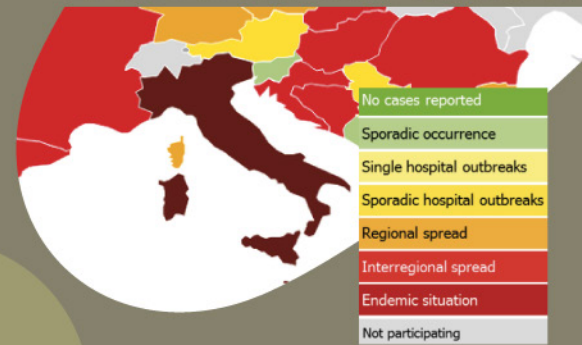 No cases reported
Sporadic occurrence
Single hospital outbreaks
Sporadic hospital outbreaks
Regional spread
Interregional spread
Endemic situation
Not participating